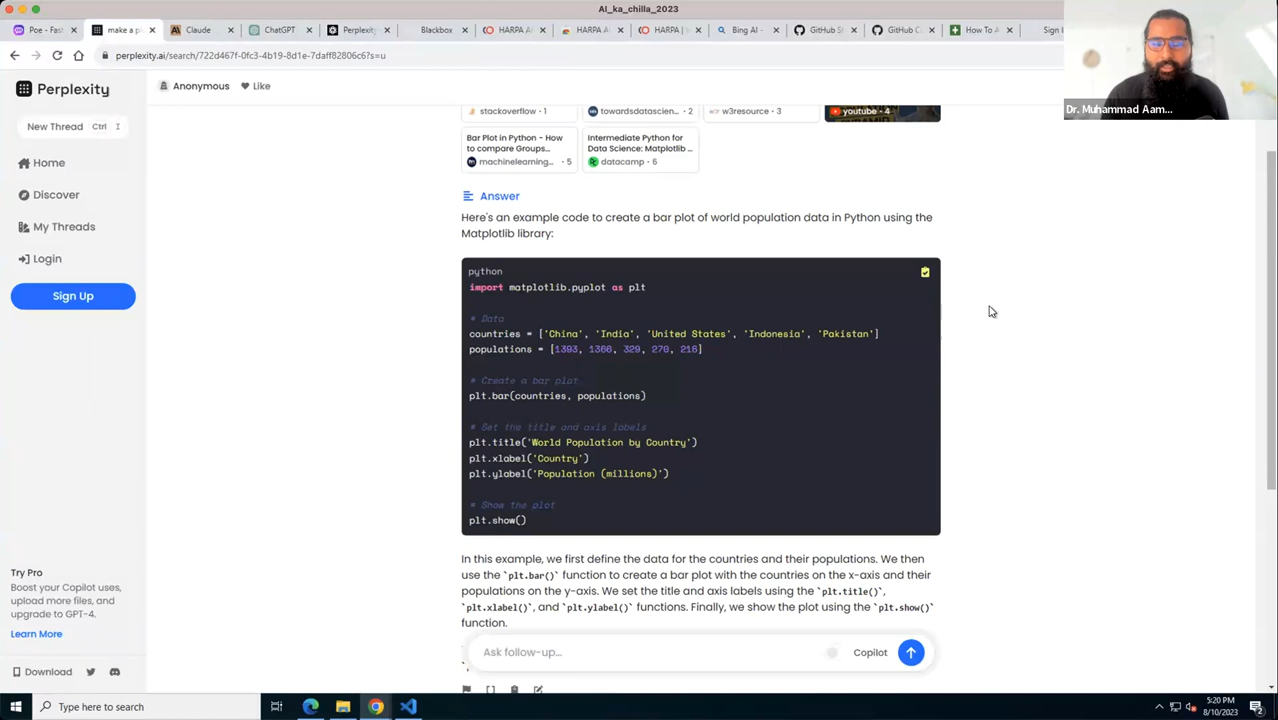 AI_ka_chilla_2023
Poe - Fast
make a p
Claude
ChatGPT
Perplexity
Blackbox
HARPA AI
HARPA AI
HARPA | W
Bing AI -
GitHub S
GitHub C
How To A
Sign I
perplexity.ai/search/722d467f-0fc3-4b19-8d1e-7daff82806c6?s=u
Dr. Muhammad Aam...
Perplexity
Anonymous
Like
New Thread
Ctrl
I
Home
Discover
My Threads
Login
Sign Up
stackoverflow · 1
towardsdatascien... · 2
w3resource · 3
youtube · 4
Bar Plot in Python - How
to compare Groups...
machinelearning... · 5
Intermediate Python for
Data Science: Matplotlib ...
datacamp · 6
Answer
Here's an example code to create a bar plot of world population data in Python using the
Matplotlib library:
python
import matplotlib.pyplot as plt
# Data
countries = ['China', 'India', 'United States', 'Indonesia', 'Pakistan']
populations = [1393, 1366, 329, 270, 216]
# Create a bar plot
plt.bar(countries, populations)
# Set the title and axis labels
plt.title('World Population by Country')
plt.xlabel('Country')
plt.ylabel('Population (millions)')
# Show the plot
plt.show()
In this example, we first define the data for the countries and their populations. We then
use the `plt.bar()` function to create a bar plot with the countries on the x-axis and their
populations on the y-axis. We set the title and axis labels using the `plt.title()`,
`plt.xlabel()`, and `plt.ylabel()` functions. Finally, we show the plot using the `plt.show()`
function.
Ask follow-up...
Copilot
Try Pro
Boost your Copilot uses,
upload more files, and
upgrade to GPT-4.
Learn More
Download
Type here to search
5:20 PM
8/10/2023
2